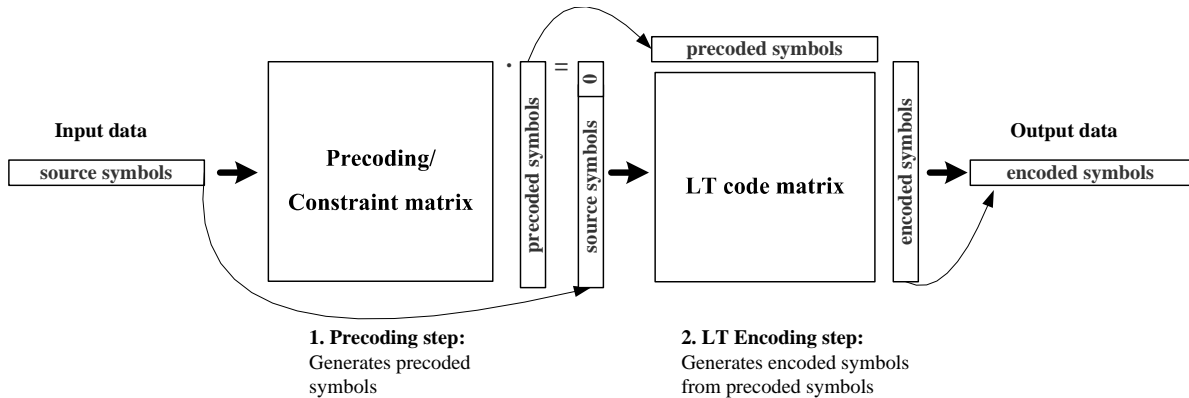 Input data
source symbols
Precoding/
Constraint matrix
·
precoded symbols
=
0
source symbols
precoded symbols
LT code matrix
encoded symbols
Output data
encoded symbols
1. Precoding step:
Generates precoded
symbols
2. LT Encoding step:
Generates encoded symbols
from precoded symbols